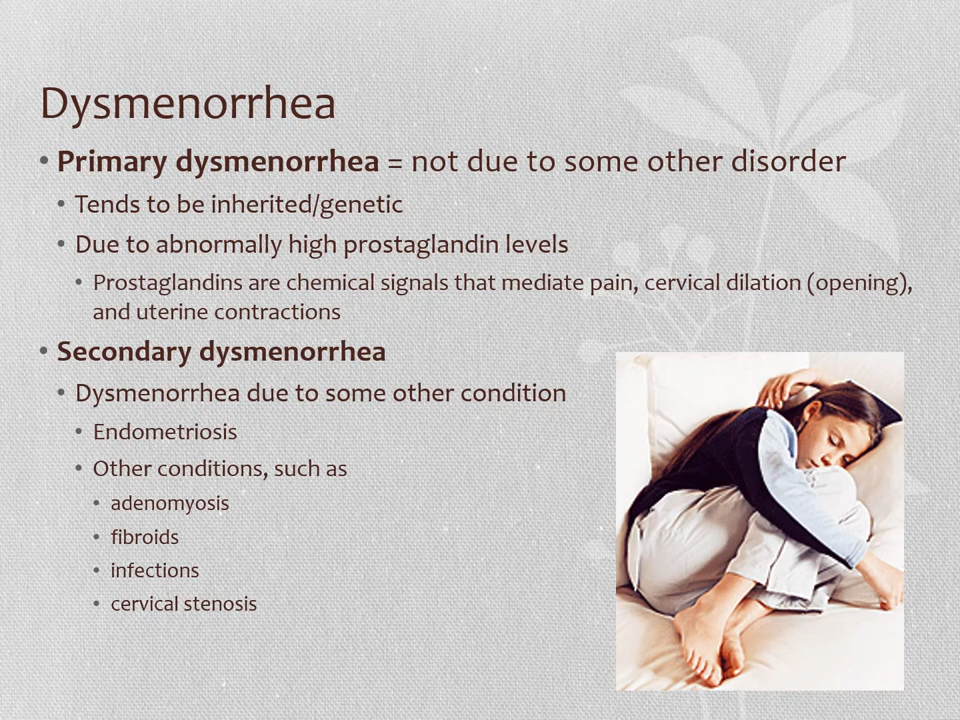 Dysmenorrhea
• Primary dysmenorrhea = not due to some other disorder
• Tends to be inherited/genetic
• Due to abnormally high prostaglandin levels
• Prostaglandins are chemical signals that mediate pain, cervical dilation (opening),
and uterine contractions
• Secondary dysmenorrhea
• Dysmenorrhea due to some other condition
• Endometriosis
• Other conditions, such as
• adenomyosis
• fibroids
• infections
• cervical stenosis